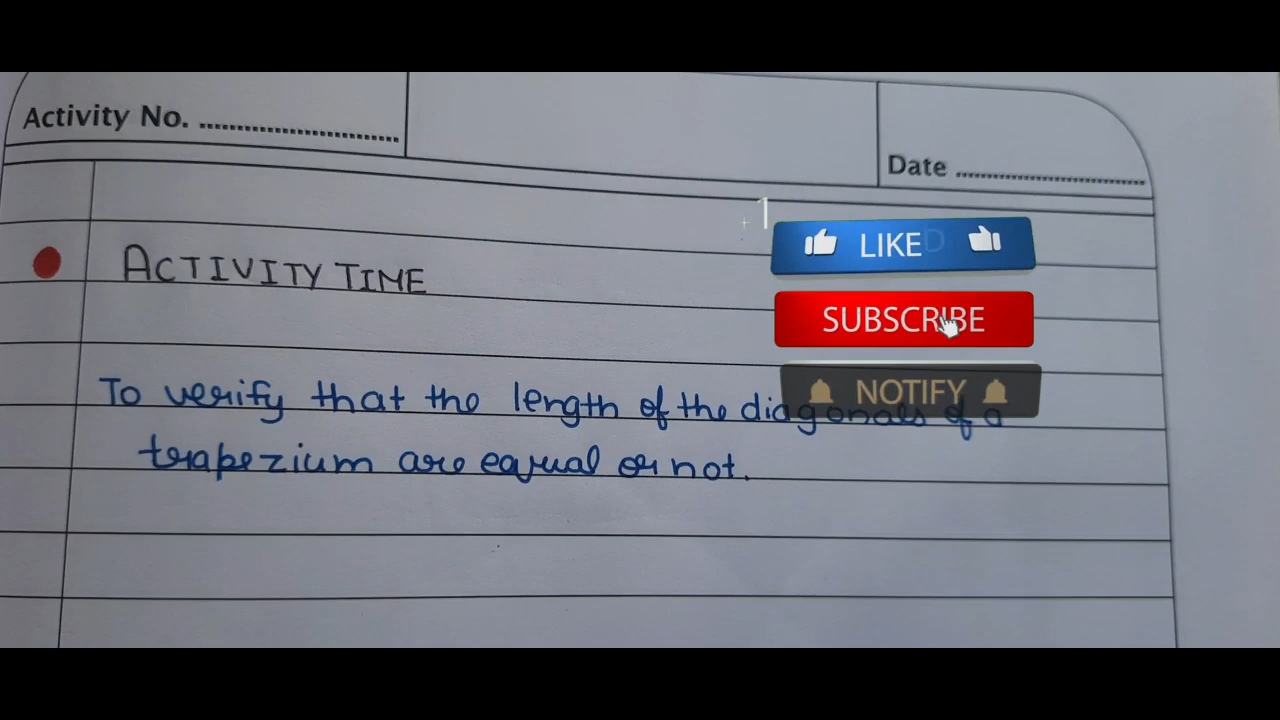 Activity No. ....................
Date ....................
ACTIVITY TIME
1
LIKE
SUBSCRIBE
NOTIFY
To verify that the length of the diagonals of a
trapezium are equal or not.